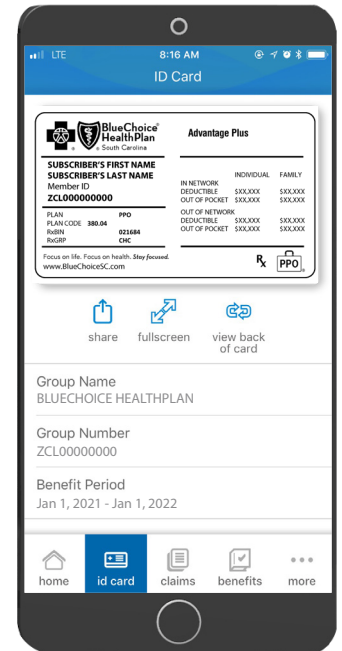 LTE 8:16 AM
ID Card
BlueChoice®
HealthPlan
South Carolina
Advantage Plus
SUBSCRIBER'S FIRST NAME
SUBSCRIBER'S LAST NAME
Member ID
ZCL000000000
PLAN PPO
PLAN CODE 380.04
RxBIN 021684
RxGRP CHC
INDIVIDUAL FAMILY
IN NETWORK
DEDUCTIBLE $XX,XXX $XX,XXX
OUT OF POCKET $XX,XXX $XX,XXX
OUT OF NETWORK
DEDUCTIBLE $XX,XXX $XX,XXX
OUT OF POCKET $XX,XXX $XX,XXX
Focus on life. Focus on health. Stay focused.
www.BlueChoiceSC.com
Rx PPO
share fullscreen view back
of card
Group Name
BLUECHOICE HEALTHPLAN
Group Number
ZCL00000000
Benefit Period
Jan 1, 2021 - Jan 1, 2022
home id card claims benefits more